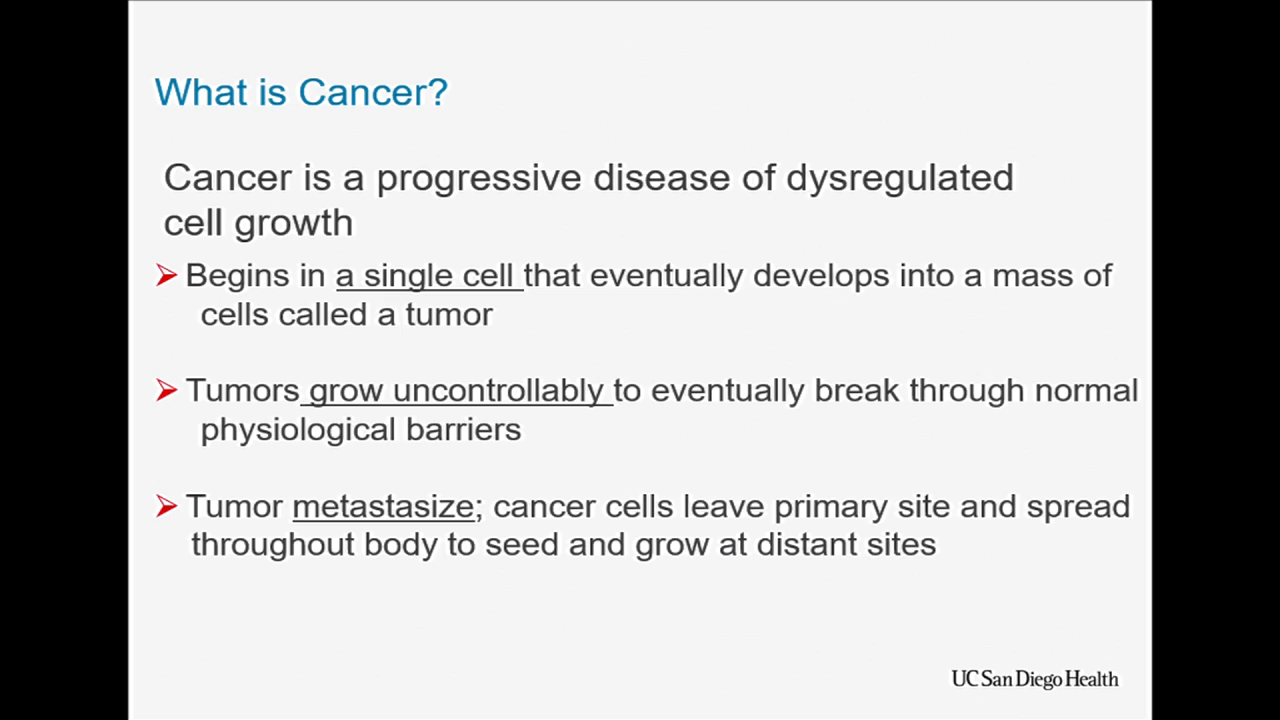 What is Cancer?
Cancer is a progressive disease of dysregulated
cell growth
Begins in a single cell that eventually develops into a mass of
cells called a tumor
Tumors grow uncontrollably to eventually break through normal
physiological barriers
Tumor metastasize; cancer cells leave primary site and spread
throughout body to seed and grow at distant sites
UC San Diego Health